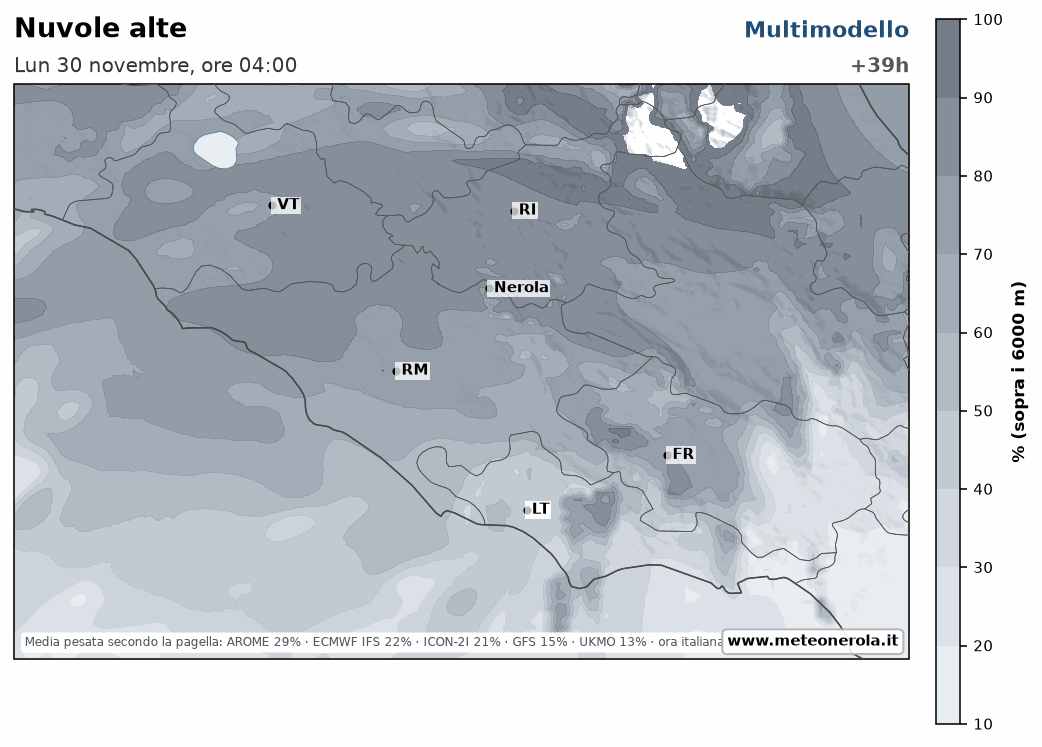 Nuvole alte
Multimodello
Lun 30 novembre, ore 04:00
+39h
VT
RI
Nerola
RM
FR
LT
Media pesata secondo la pagella: AROME 29% · ECMWF IFS 22% · ICON-2I 21% · GFS 15% · UKMO 13% · ora italiana
www.meteonerola.it
100
90
80
70
60
50
40
30
20
10
% (sopra i 6000 m)